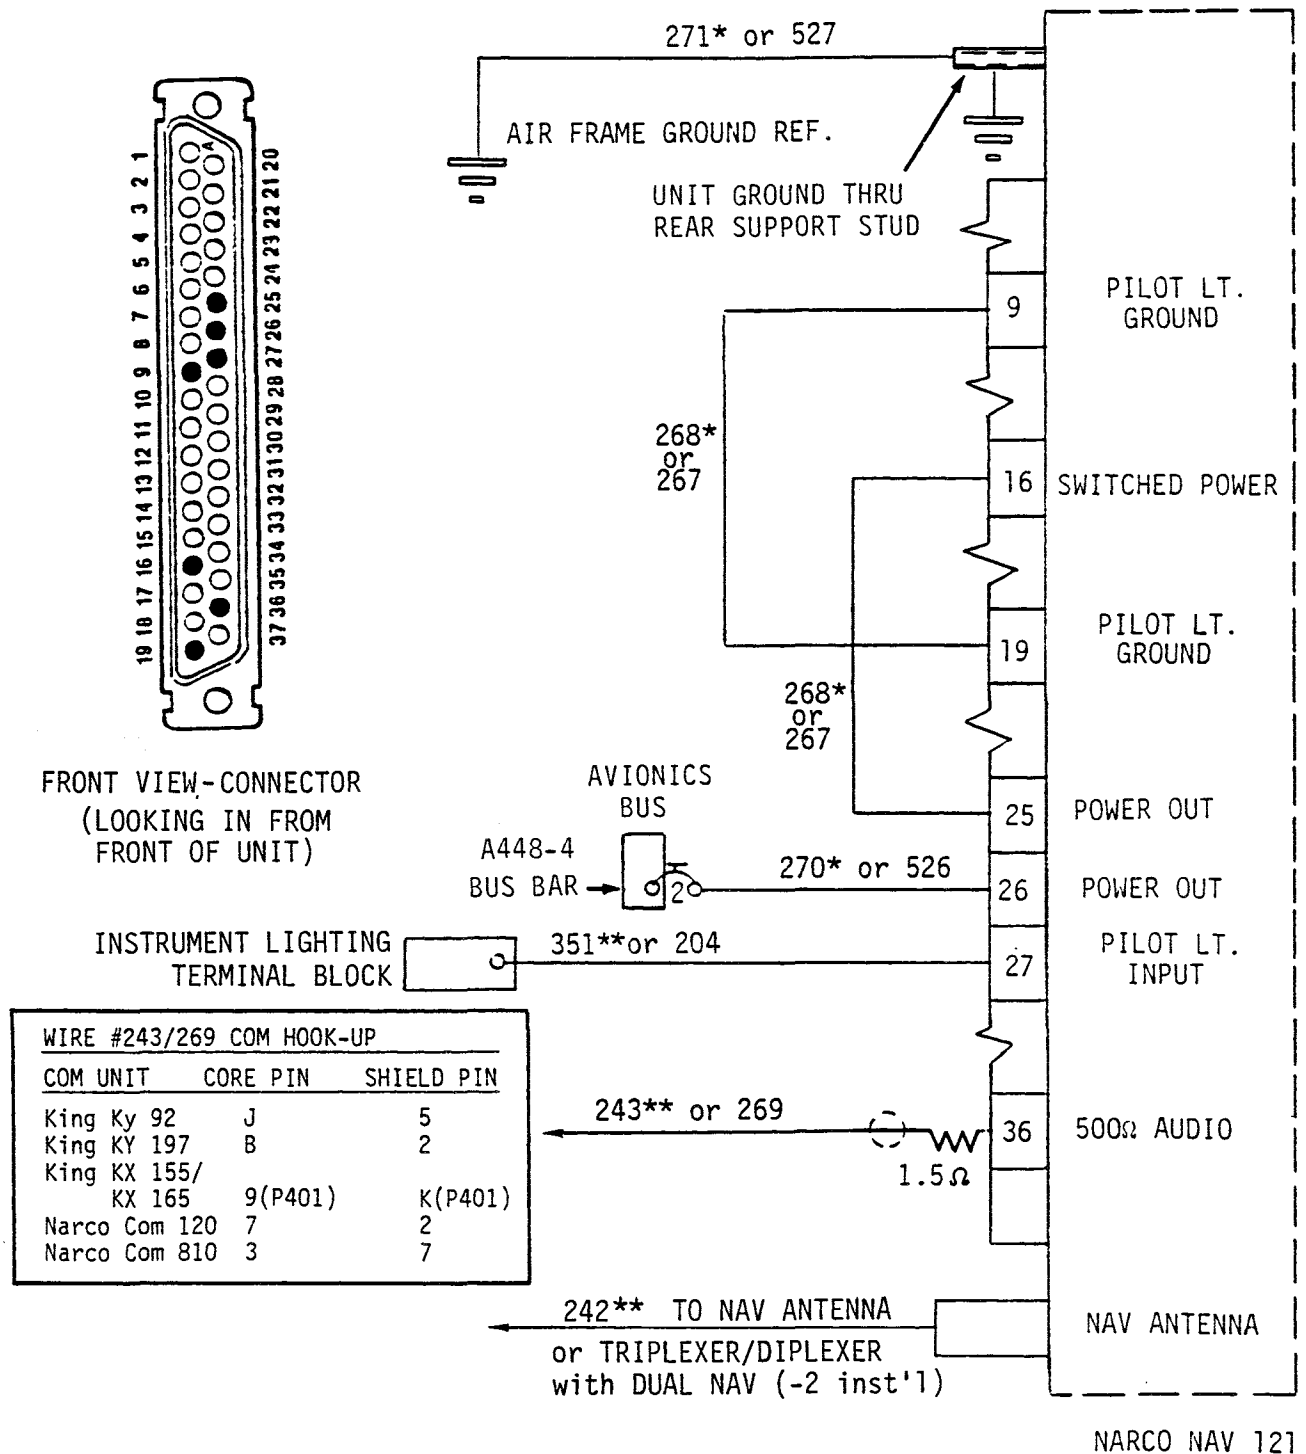 271* or 527
AIR FRAME GROUND REF.
UNIT GROUND THRU
REAR SUPPORT STUD
A
1 2 3 4 5 6 7 8 9 10 11 12 13 14 15 16 17 18 19
20 21 22 23 24 25 26 27 28 29 30 31 32 33 34 35 36 37
FRONT VIEW-CONNECTOR
(LOOKING IN FROM
FRONT OF UNIT)
9
PILOT LT.
GROUND
268*
or
267
16
SWITCHED POWER
19
PILOT LT.
GROUND
268*
or
267
25
POWER OUT
AVIONICS
BUS
A448-4
BUS BAR
2
270* or 526
26
POWER OUT
INSTRUMENT LIGHTING
TERMINAL BLOCK
351**or 204
27
PILOT LT.
INPUT
WIRE #243/269 COM HOOK-UP
COM UNIT CORE PIN SHIELD PIN
King Ky 92 J 5
King KY 197 B 2
King KX 155/
KX 165 9(P401) K(P401)
Narco Com 120 7 2
Narco Com 810 3 7
243** or 269
1.5Ω
36
500Ω AUDIO
242** TO NAV ANTENNA
or TRIPLEXER/DIPLEXER
with DUAL NAV (-2 inst'l)
NAV ANTENNA
NARCO NAV 121